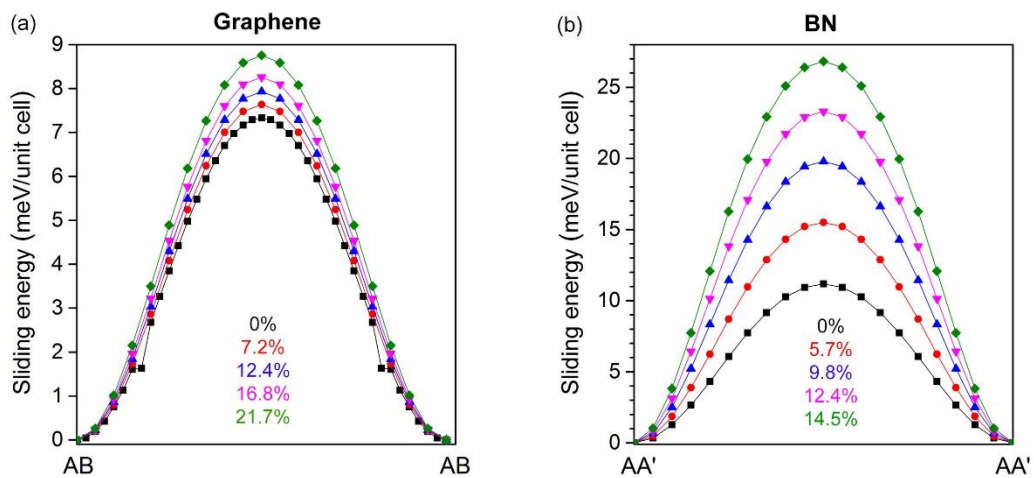 (a)
Graphene
Sliding energy (meV/unit cell)
9
8
7
6
5
4
3
2
1
0
0%
7.2%
12.4%
16.8%
21.7%
AB
AB
(b)
BN
Sliding energy (meV/unit cell)
25
20
15
10
5
0
0%
5.7%
9.8%
12.4%
14.5%
AA'
AA'